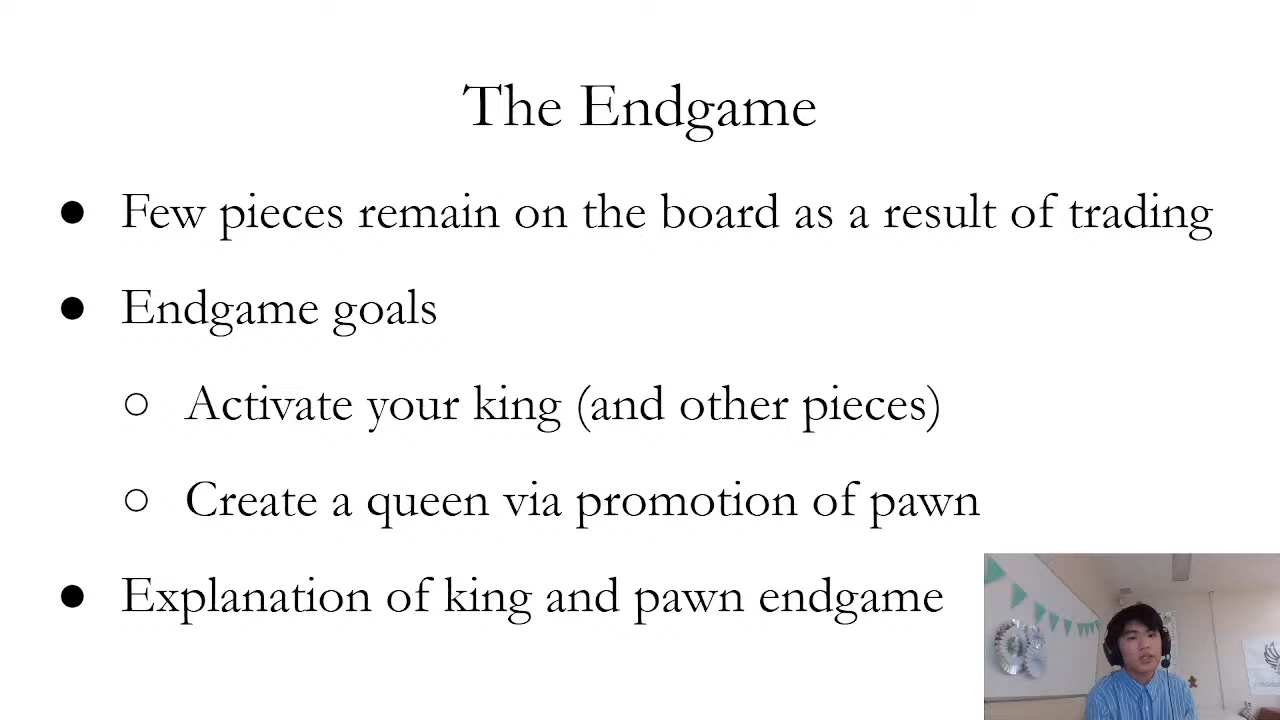 The Endgame
● Few pieces remain on the board as a result of trading
● Endgame goals
○ Activate your king (and other pieces)
○ Create a queen via promotion of pawn
● Explanation of king and pawn endgame